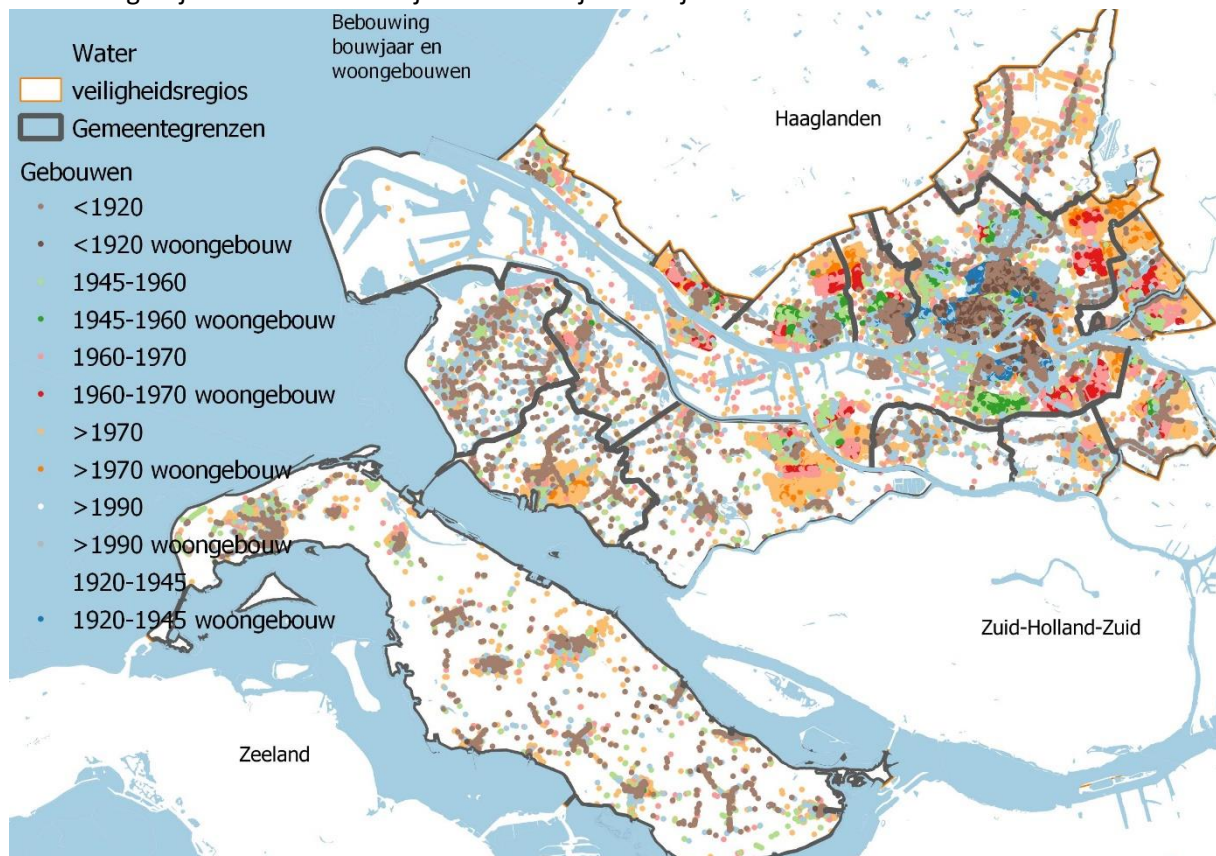 Bebouwing
bouwjaar en
woongebouwen
Water
veiligheidsregios
Gemeentegrenzen
Gebouwen
<1920
<1920 woongebouw
1945-1960
1945-1960 woongebouw
1960-1970
1960-1970 woongebouw
>1970
>1970 woongebouw
>1990
>1990 woongebouw
1920-1945
1920-1945 woongebouw
Haaglanden
Zuid-Holland-Zuid
Zeeland